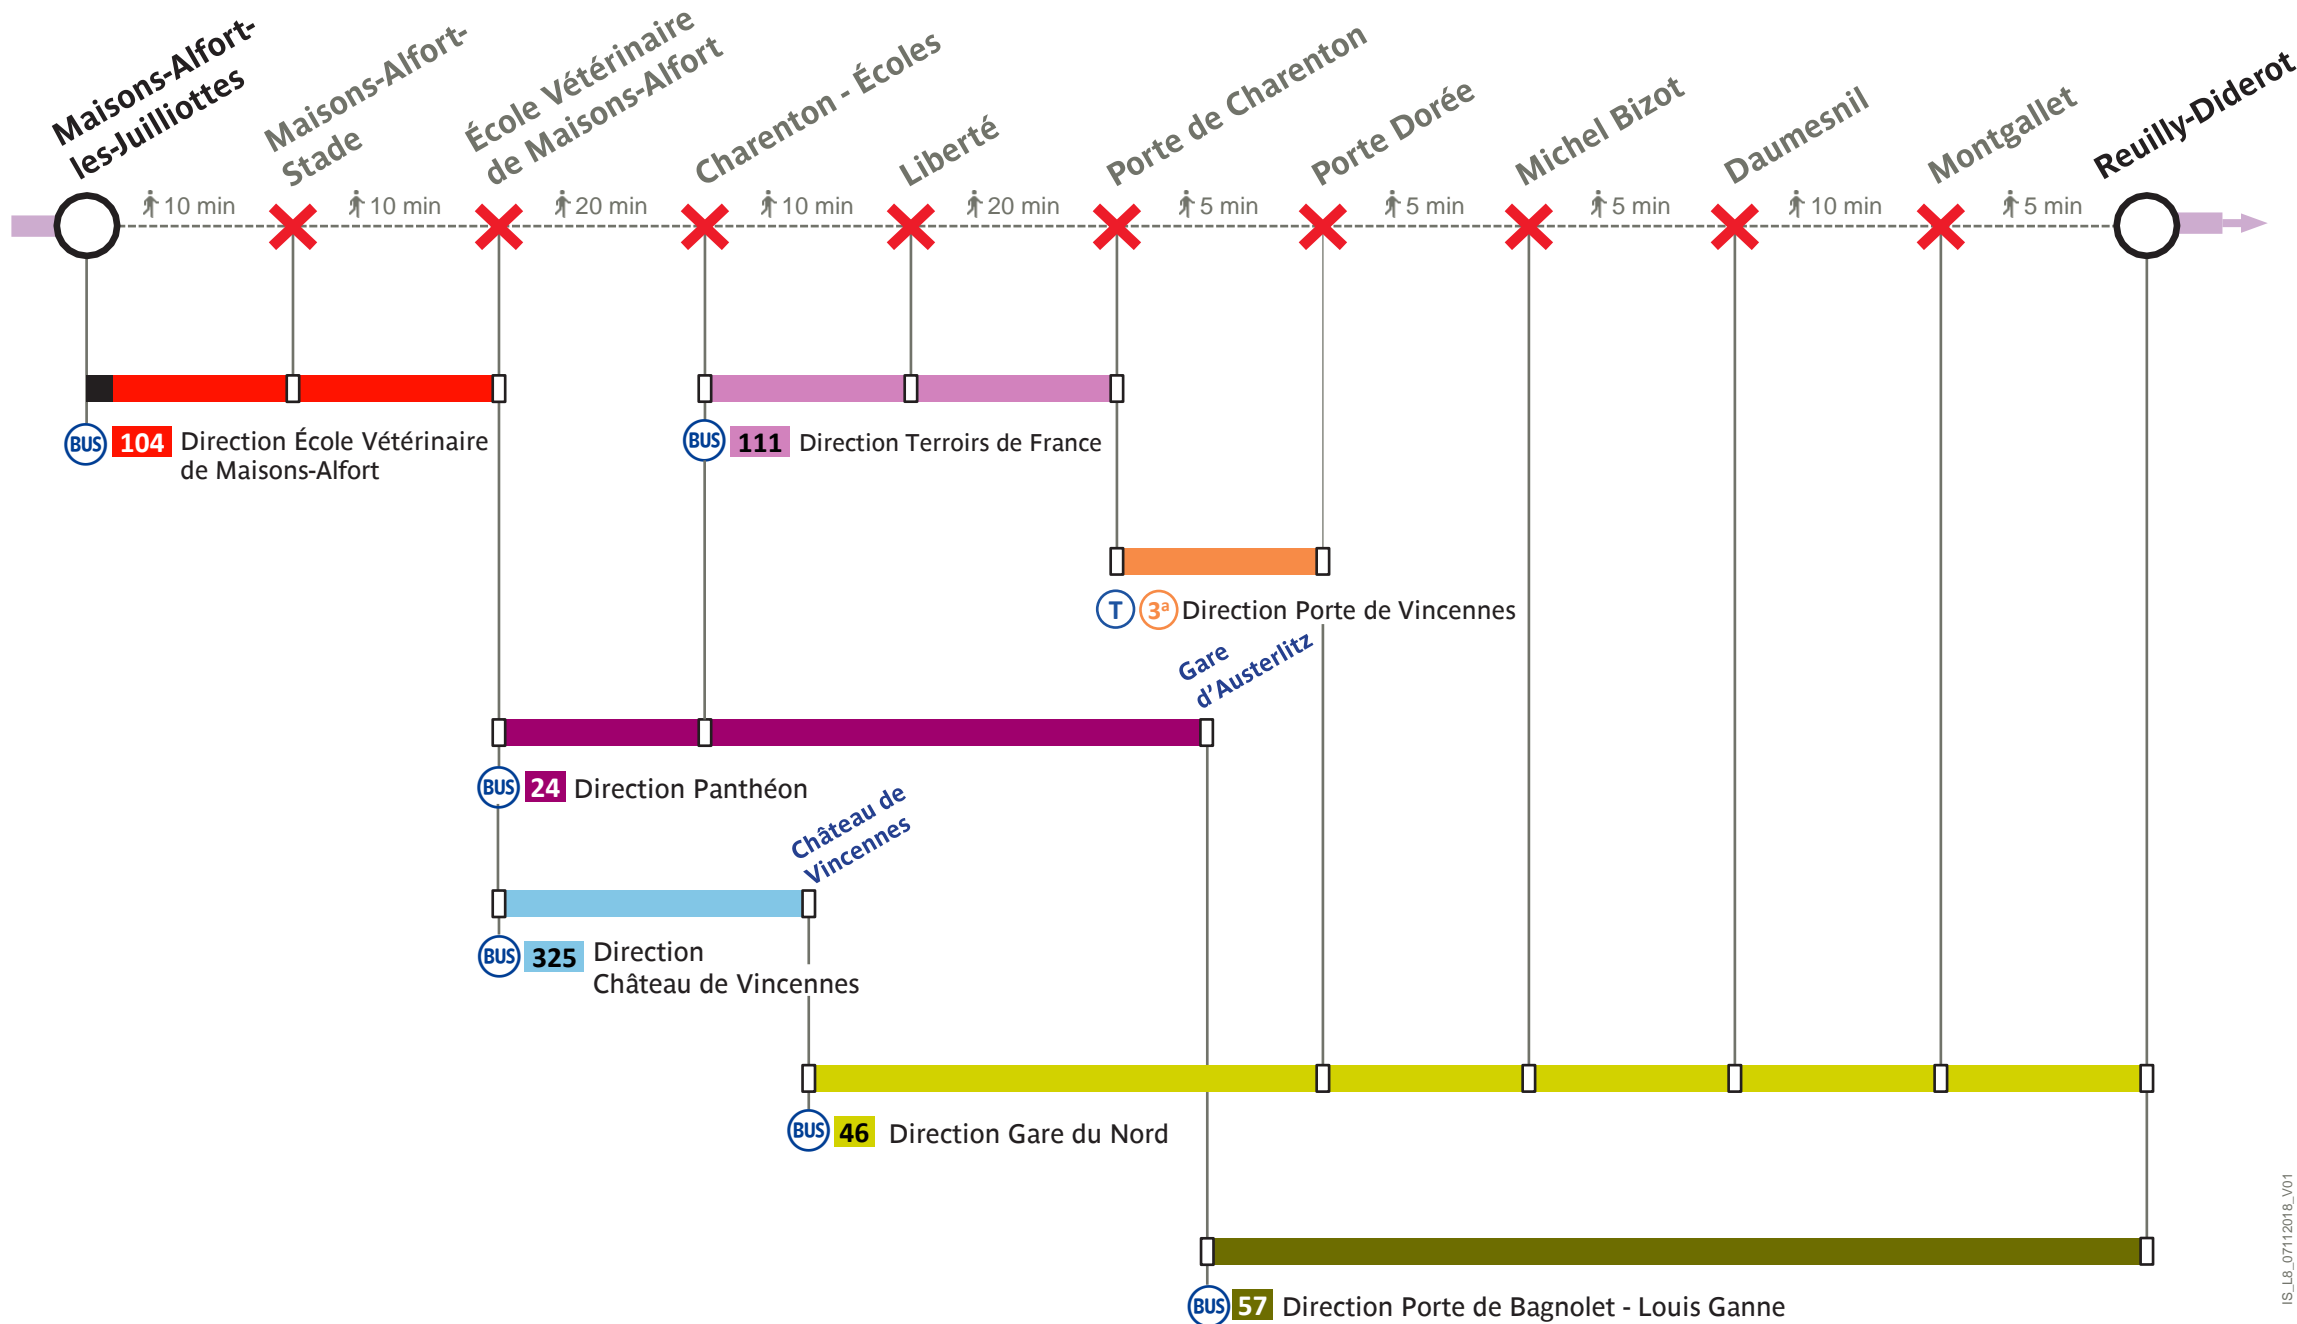 Maisons-Alfort-
les-Juilliottes
Maisons-Alfort-
Stade
École Vétérinaire
de Maisons-Alfort
Charenton - Écoles
Liberté
Porte de Charenton
Porte Dorée
Michel Bizot
Daumesnil
Montgallet
Reuilly-Diderot
10 min
10 min
20 min
10 min
20 min
5 min
5 min
5 min
10 min
5 min
BUS 104 Direction École Vétérinaire
de Maisons-Alfort
BUS 111 Direction Terroirs de France
T 3a Direction Porte de Vincennes
Gare
d'Austerlitz
BUS 24 Direction Panthéon
Château de
Vincennes
BUS 325 Direction
Château de Vincennes
BUS 46 Direction Gare du Nord
BUS 57 Direction Porte de Bagnolet - Louis Ganne
IS_L8_07112018_V01